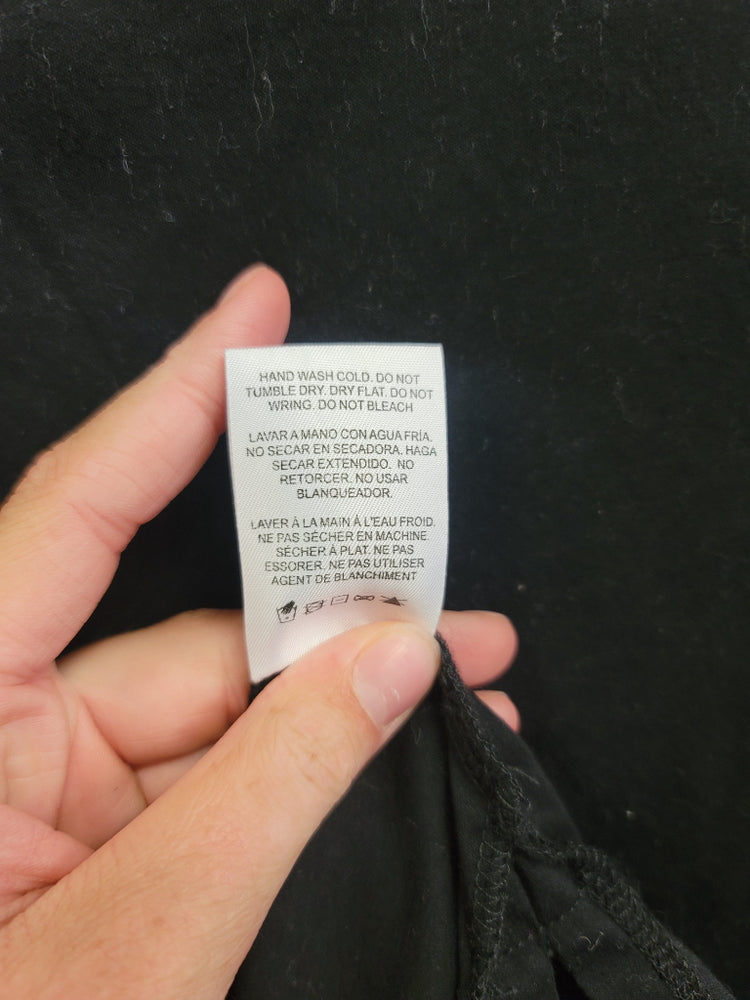 HAND WASH COLD. DO NOT
TUMBLE DRY. DRY FLAT. DO NOT
WRING. DO NOT BLEACH
LAVAR A MANO CON AGUA FRÍA.
NO SECAR EN SECADORA. HAGA
SECAR EXTENDIDO. NO
RETORCER. NO USAR
BLANQUEADOR.
LAVER À LA MAIN À L'EAU FROID.
NE PAS SÉCHER EN MACHINE.
SÉCHER À PLAT. NE PAS
ESSORER. NE PAS UTILISER
AGENT DE BLANCHIMENT